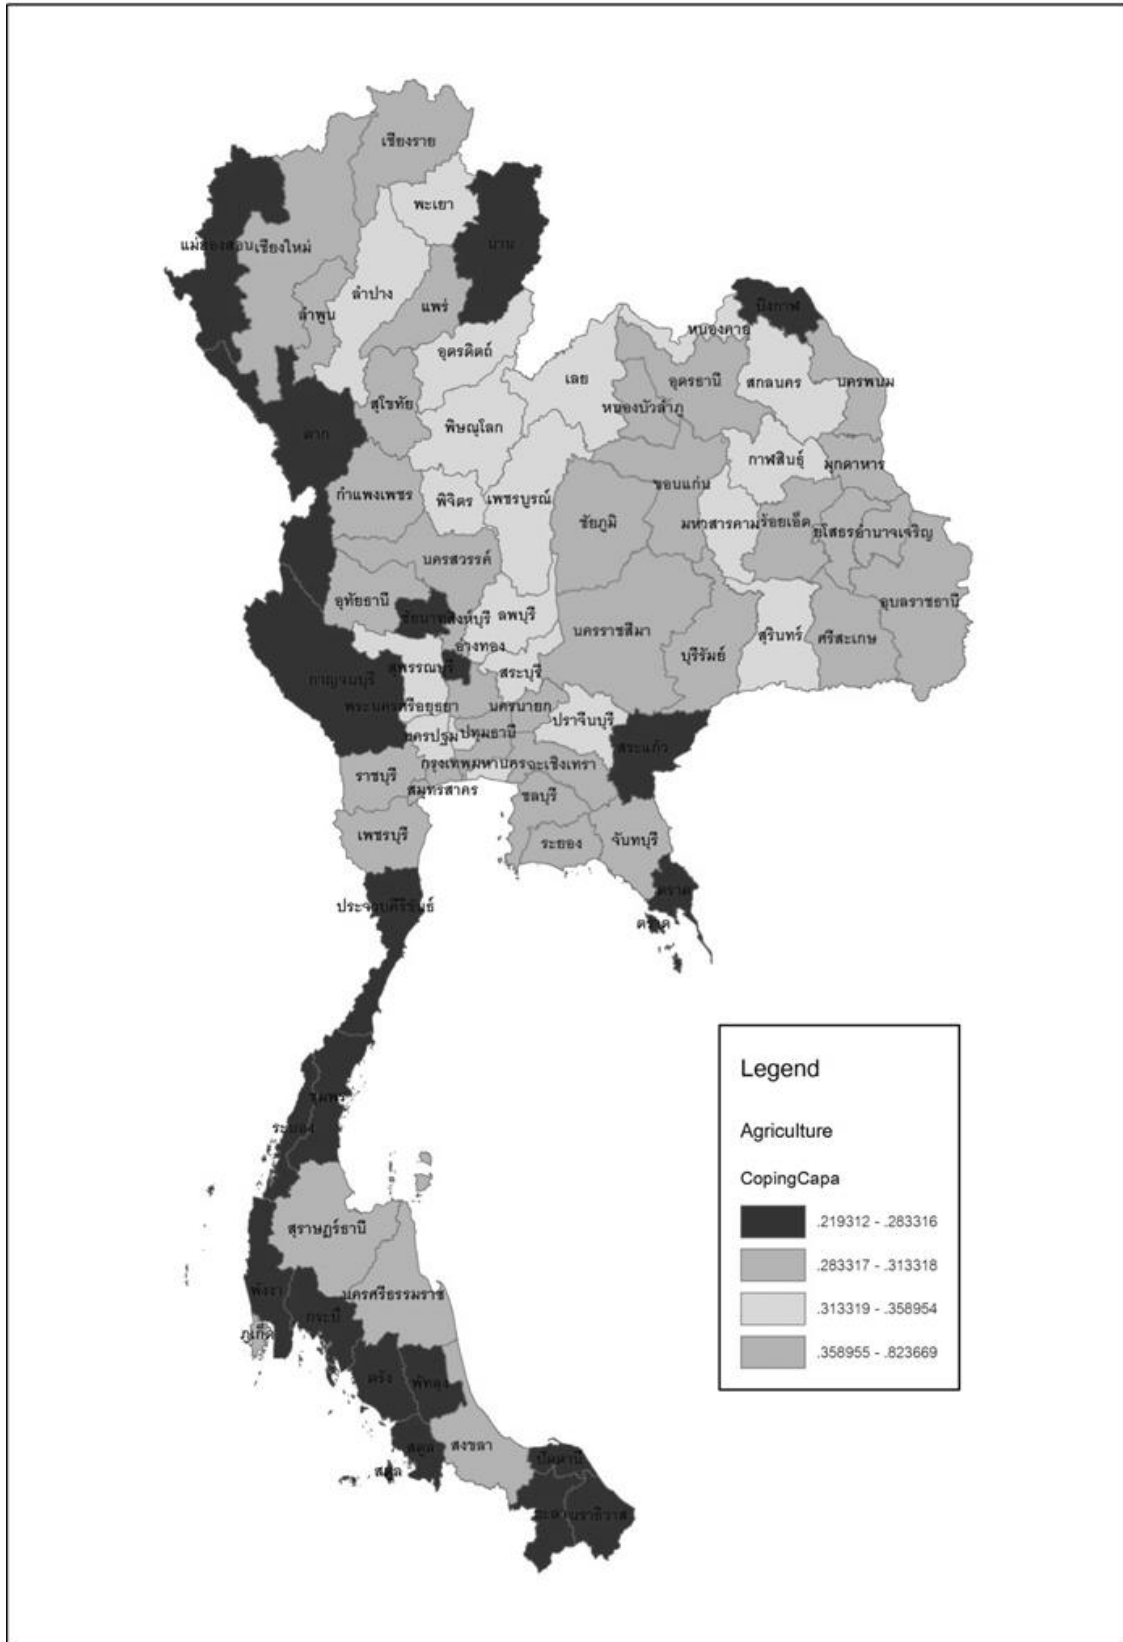 เชียงราย
พะเยา
น่าน
แม่ฮ่องสอน
เชียงใหม่
ลำปาง
แพร่
ลำพูน
บึงกาฬ
หนองคาย
อุตรดิตถ์
เลย
อุดรธานี
สกลนคร
นครพนม
สุโขทัย
หนองบัวลำภู
ตาก
พิษณุโลก
กาฬสินธุ์
มุกดาหาร
กำแพงเพชร
พิจิตร
เพชรบูรณ์
ขอนแก่น
ชัยภูมิ
มหาสารคาม
ร้อยเอ็ด
ยโสธร
อำนาจเจริญ
นครสวรรค์
อุทัยธานี
ชัยนาท
สิงห์บุรี
ลพบุรี
อุบลราชธานี
นครราชสีมา
สุรินทร์
ศรีสะเกษ
บุรีรัมย์
อ่างทอง
สุพรรณบุรี
สระบุรี
กาญจนบุรี
พระนครศรีอยุธยา
นครนายก
ปราจีนบุรี
นครปฐม
ปทุมธานี
สระแก้ว
กรุงเทพมหานคร
ฉะเชิงเทรา
ราชบุรี
สมุทรสาคร
ชลบุรี
เพชรบุรี
ระยอง
จันทบุรี
ตราด
ประจวบคีรีขันธ์
ตราด
ชุมพร
ระนอง
สุราษฎร์ธานี
พังงา
นครศรีธรรมราช
กระบี่
ภูเก็ต
ตรัง
พัทลุง
สตูล
สงขลา
ปัตตานี
สตูล
ยะลา
นราธิวาส
Legend
Agriculture
CopingCapa
.219312 - .283316
.283317 - .313318
.313319 - .358954
.358955 - .823669